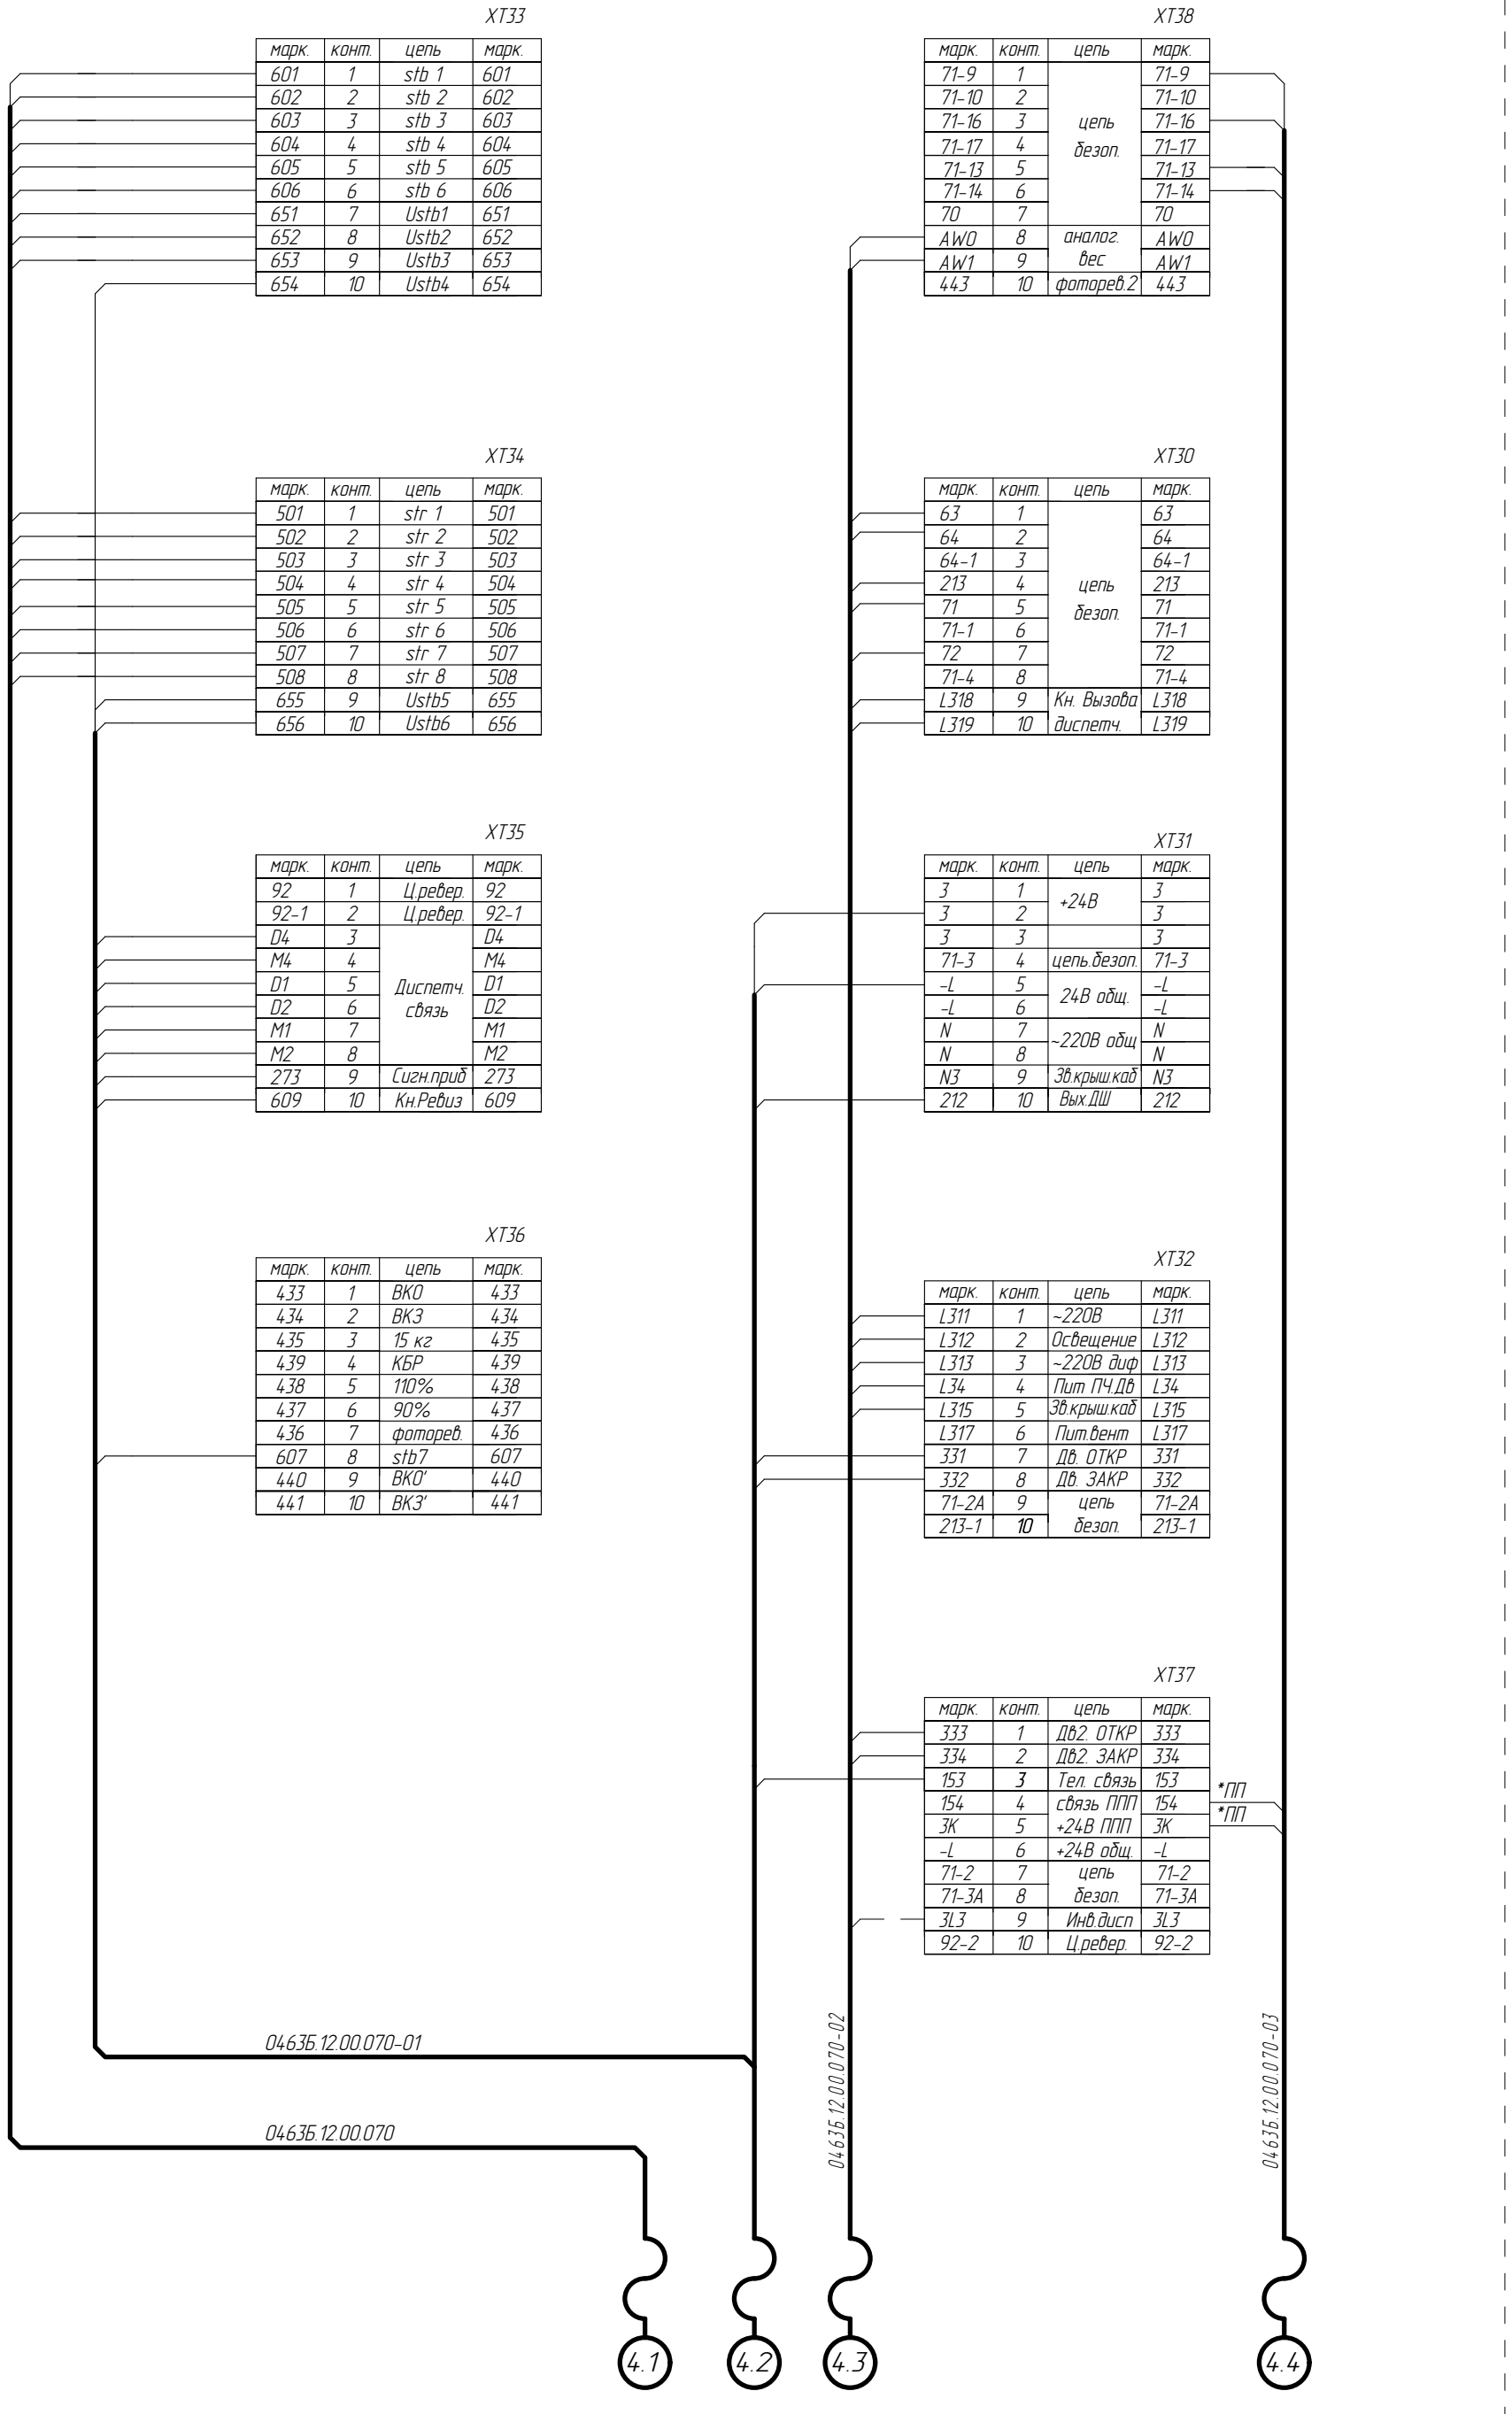 XT33
марк. конт. цепь марк.
601 1 stb 1 601
602 2 stb 2 602
603 3 stb 3 603
604 4 stb 4 604
605 5 stb 5 605
606 6 stb 6 606
651 7 Ustb1 651
652 8 Ustb2 652
653 9 Ustb3 653
654 10 Ustb4 654
XT34
марк. конт. цепь марк.
501 1 str 1 501
502 2 str 2 502
503 3 str 3 503
504 4 str 4 504
505 5 str 5 505
506 6 str 6 506
507 7 str 7 507
508 8 str 8 508
655 9 Ustb5 655
656 10 Ustb6 656
XT35
марк. конт. цепь марк.
92 1 Ц.ревер. 92
92-1 2 Ц.ревер. 92-1
D4 3 D4
M4 4 M4
D1 5 Диспетч. D1
D2 6 связь D2
M1 7 M1
M2 8 M2
273 9 Сигн.приб 273
609 10 Кн.Ревиз 609
XT36
марк. конт. цепь марк.
433 1 ВКО 433
434 2 ВКЗ 434
435 3 15 кг 435
439 4 КБР 439
438 5 110% 438
437 6 90% 437
436 7 фоторев. 436
607 8 stb7 607
440 9 ВКО' 440
441 10 ВКЗ' 441
XT38
марк. конт. цепь марк.
71-9 1 71-9
71-10 2 71-10
71-16 3 цепь 71-16
71-17 4 безоп. 71-17
71-13 5 71-13
71-14 6 71-14
70 7 70
AW0 8 аналог. AW0
AW1 9 вес AW1
443 10 фоторев.2 443
XT30
марк. конт. цепь марк.
63 1 63
64 2 64
64-1 3 64-1
213 4 цепь 213
71 5 безоп. 71
71-1 6 71-1
72 7 72
71-4 8 71-4
L318 9 Кн. Вызова L318
L319 10 диспетч. L319
XT31
марк. конт. цепь марк.
3 1 +24В 3
3 2 3
3 3 3
71-3 4 цепь.безоп. 71-3
-L 5 24В общ. -L
-L 6 -L
N 7 ~220В общ N
N 8 N
N3 9 Зв.крыш.каб N3
212 10 Вых.ДШ 212
XT32
марк. конт. цепь марк.
L311 1 ~220В L311
L312 2 Освещение L312
L313 3 ~220В диф L313
L34 4 Пит ПЧ.Дв L34
L315 5 Зв.крыш.каб L315
L317 6 Пит.вент L317
331 7 Дв. ОТКР 331
332 8 Дв. ЗАКР 332
71-2А 9 цепь 71-2А
213-1 10 безоп. 213-1
XT37
марк. конт. цепь марк.
333 1 Дв2. ОТКР 333
334 2 Дв2. ЗАКР 334
153 3 Тел. связь 153
154 4 связь ППП 154 *ПП
3К 5 +24В ППП 3К *ПП
-L 6 +24В общ. -L
71-2 7 цепь 71-2
71-3А 8 безоп. 71-3А
3L3 9 Инв.дисп 3L3
92-2 10 Ц.ревер. 92-2
0463Б.12.00.070-01
0463Б.12.00.070
0463Б.12.00.070-02
0463Б.12.00.070-03
4.1
4.2
4.3
4.4